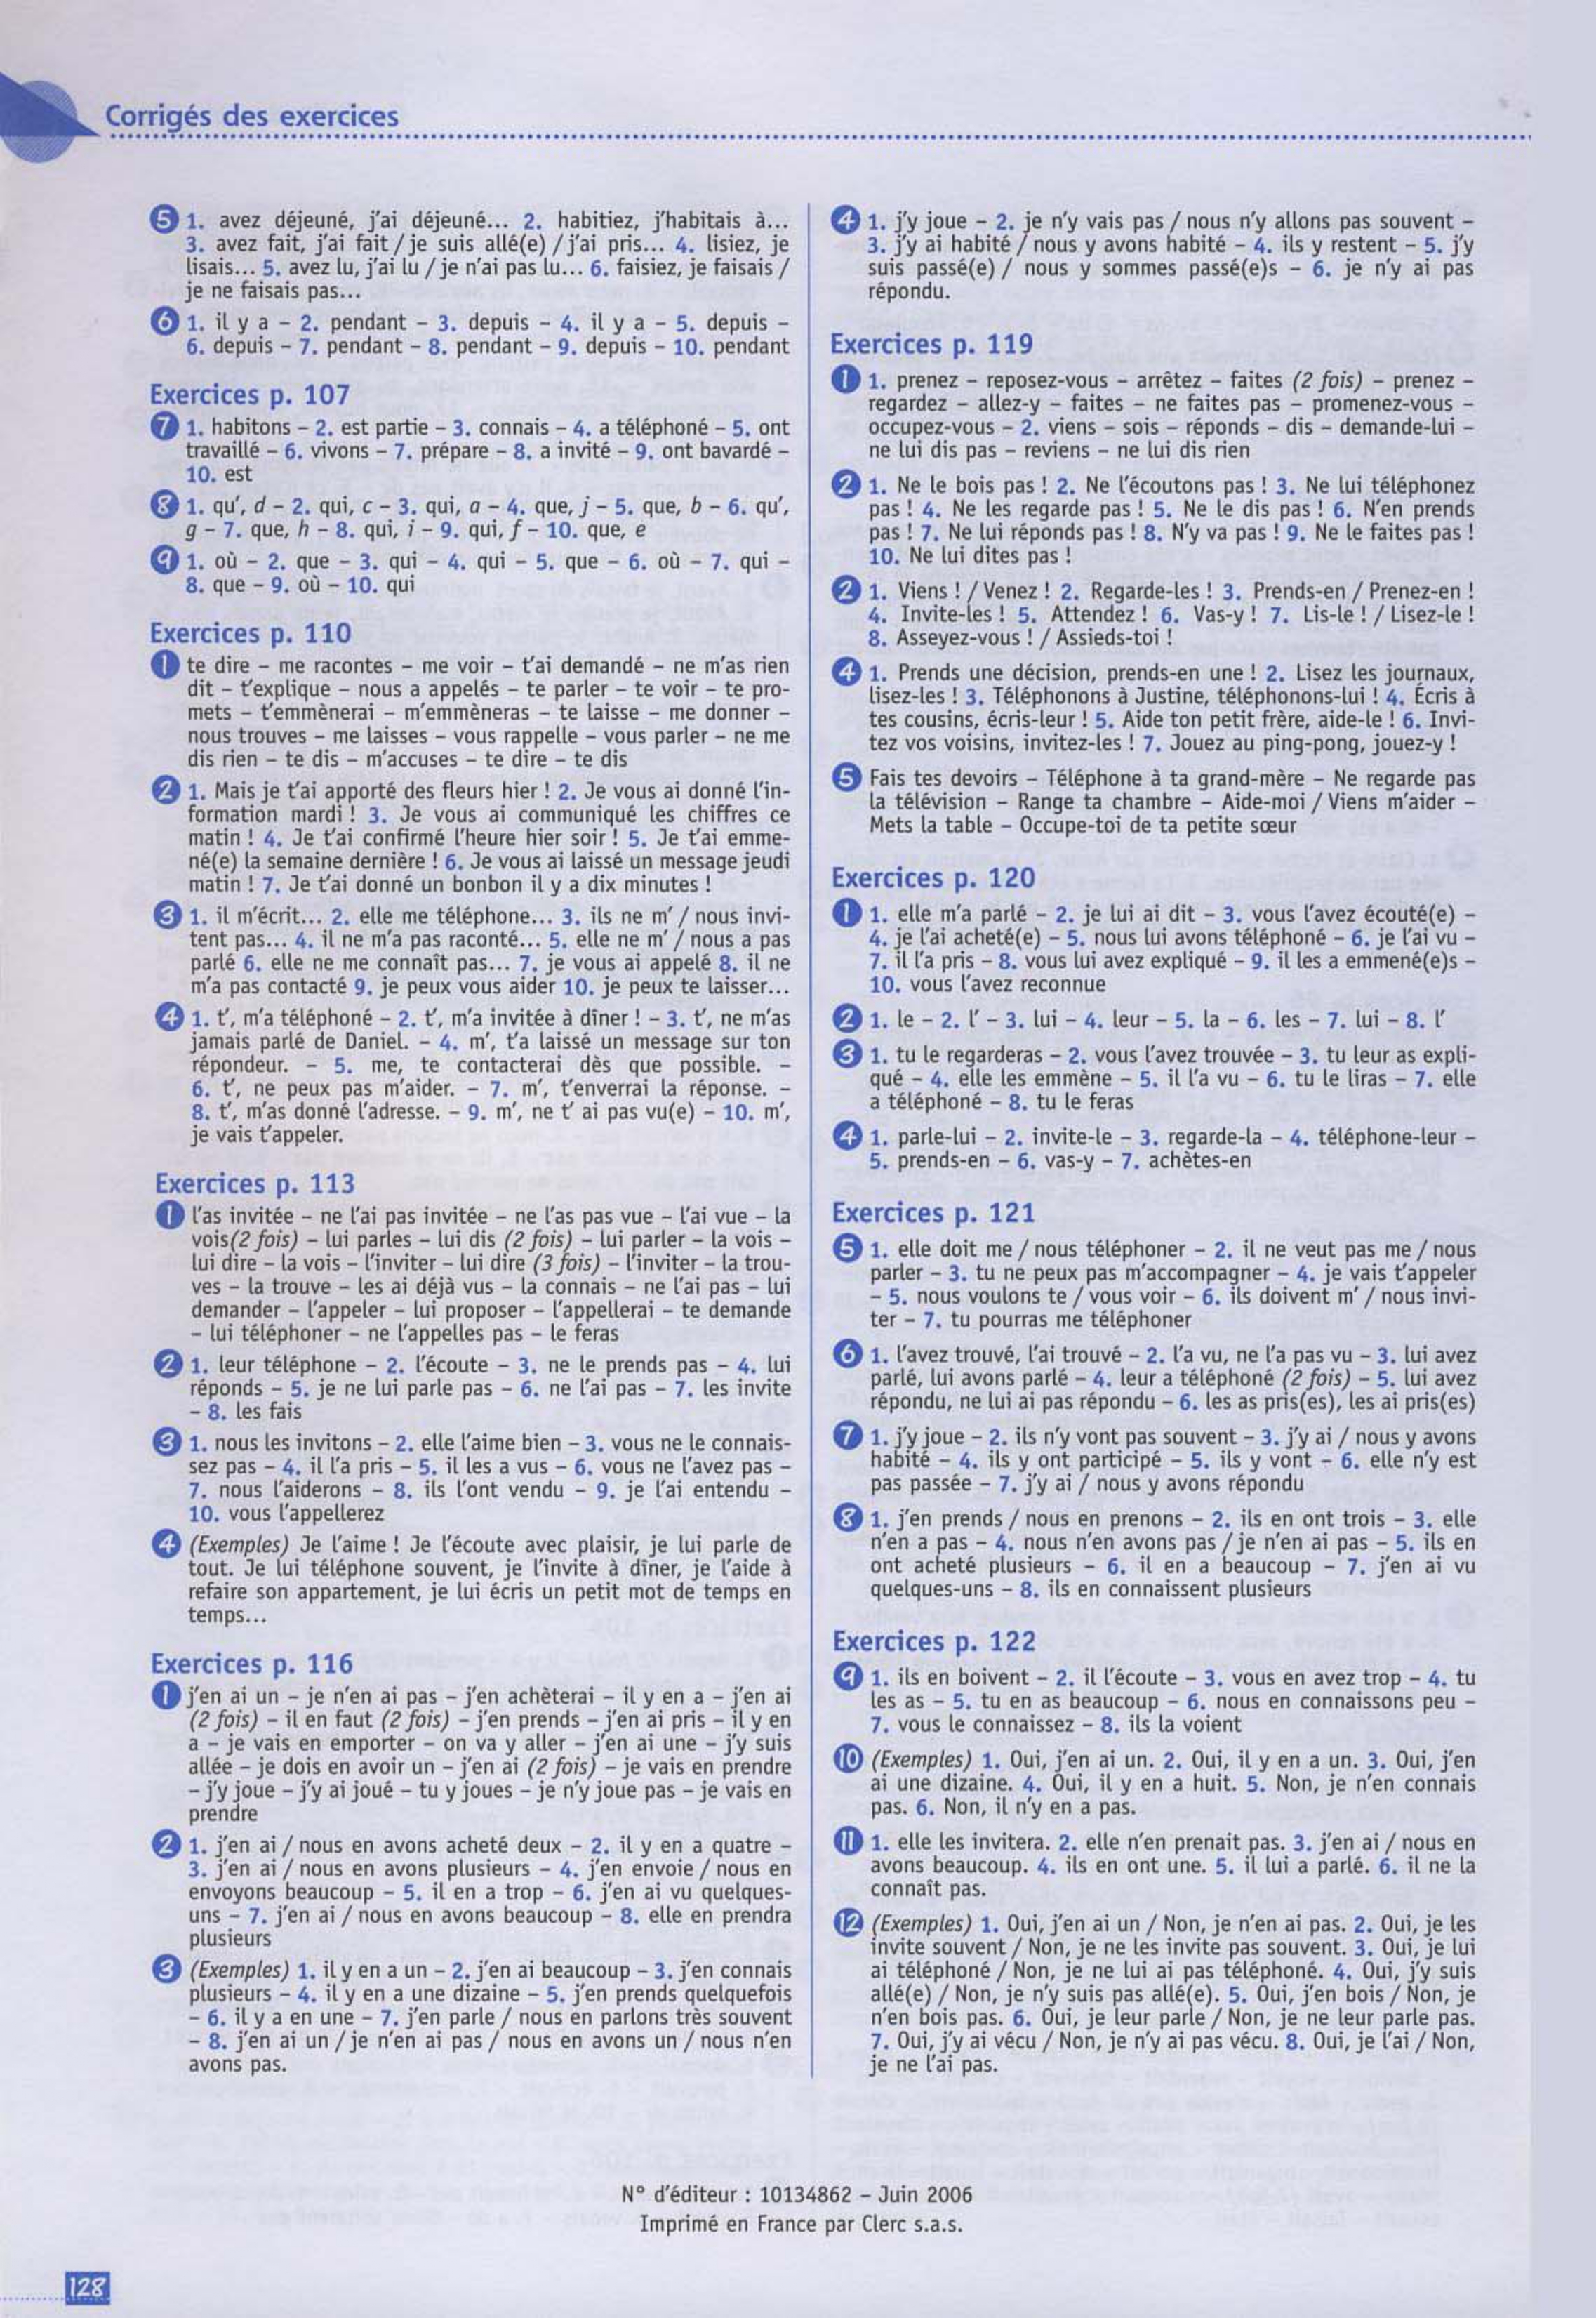 Corrigés des exercices
5 1. avez déjeuné, j'ai déjeuné... 2. habitiez, j'habitais à...
3. avez fait, j'ai fait / je suis allé(e) / j'ai pris... 4. lisiez, je
lisais... 5. avez lu, j'ai lu / je n'ai pas lu... 6. faisiez, je faisais /
je ne faisais pas...
6 1. il y a – 2. pendant – 3. depuis – 4. il y a – 5. depuis –
6. depuis – 7. pendant – 8. pendant – 9. depuis – 10. pendant
Exercices p. 107
7 1. habitons – 2. est partie – 3. connais – 4. a téléphoné – 5. ont
travaillé – 6. vivons – 7. prépare – 8. a invité – 9. ont bavardé –
10. est
8 1. qu', d – 2. qui, c – 3. qui, a – 4. que, j – 5. que, b – 6. qu',
g – 7. que, h – 8. qui, i – 9. qui, f – 10. que, e
9 1. où – 2. que – 3. qui – 4. qui – 5. que – 6. où – 7. qui –
8. que – 9. où – 10. qui
Exercices p. 110
1 te dire – me racontes – me voir – t'ai demandé – ne m'as rien
dit – t'explique – nous a appelés – te parler – te voir – te pro-
mets – t'emmènerai – m'emmèneras – te laisse – me donner –
nous trouves – me laisses – vous rappelle – vous parler – ne me
dis rien – te dis – m'accuses – te dire – te dis
2 1. Mais je t'ai apporté des fleurs hier ! 2. Je vous ai donné l'in-
formation mardi ! 3. Je vous ai communiqué les chiffres ce
matin ! 4. Je t'ai confirmé l'heure hier soir ! 5. Je t'ai emme-
né(e) la semaine dernière ! 6. Je vous ai laissé un message jeudi
matin ! 7. Je t'ai donné un bonbon il y a dix minutes !
3 1. il m'écrit... 2. elle me téléphone... 3. ils ne m' / nous invi-
tent pas... 4. il ne m'a pas raconté... 5. elle ne m' / nous a pas
parlé 6. elle ne me connaît pas... 7. je vous ai appelé 8. il ne
m'a pas contacté 9. je peux vous aider 10. je peux te laisser...
4 1. t', m'a téléphoné – 2. t', m'a invitée à dîner ! – 3. t', ne m'as
jamais parlé de Daniel. – 4. m', t'a laissé un message sur ton
répondeur. – 5. me, te contacterai dès que possible. –
6. t', ne peux pas m'aider. – 7. m', t'enverrai la réponse. –
8. t', m'as donné l'adresse. – 9. m', ne t' ai pas vu(e) – 10. m',
je vais t'appeler.
Exercices p. 113
1 l'as invitée – ne l'ai pas invitée – ne l'as pas vue – l'ai vue – la
vois(2 fois) – lui parles – lui dis (2 fois) – lui parler – la vois –
lui dire – la vois – l'inviter – lui dire (3 fois) – l'inviter – la trou-
ves – la trouve – les ai déjà vus – la connais – ne l'ai pas – lui
demander – l'appeler – lui proposer – l'appellerai – te demande
– lui téléphoner – ne l'appelles pas – le feras
2 1. leur téléphone – 2. l'écoute – 3. ne le prends pas – 4. lui
réponds – 5. je ne lui parle pas – 6. ne l'ai pas – 7. les invite
– 8. les fais
3 1. nous les invitons – 2. elle l'aime bien – 3. vous ne le connais-
sez pas – 4. il l'a pris – 5. il les a vus – 6. vous ne l'avez pas –
7. nous l'aiderons – 8. ils l'ont vendu – 9. je l'ai entendu –
10. vous l'appellerez
4 (Exemples) Je l'aime ! Je l'écoute avec plaisir, je lui parle de
tout. Je lui téléphone souvent, je l'invite à dîner, je l'aide à
refaire son appartement, je lui écris un petit mot de temps en
temps...
Exercices p. 116
1 j'en ai un – je n'en ai pas – j'en achèterai – il y en a – j'en ai
(2 fois) – il en faut (2 fois) – j'en prends – j'en ai pris – il y en
a – je vais en emporter – on va y aller – j'en ai une – j'y suis
allée – je dois en avoir un – j'en ai (2 fois) – je vais en prendre
– j'y joue – j'y ai joué – tu y joues – je n'y joue pas – je vais en
prendre
2 1. j'en ai / nous en avons acheté deux – 2. il y en a quatre –
3. j'en ai / nous en avons plusieurs – 4. j'en envoie / nous en
envoyons beaucoup – 5. il en a trop – 6. j'en ai vu quelques-
uns – 7. j'en ai / nous en avons beaucoup – 8. elle en prendra
plusieurs
3 (Exemples) 1. il y en a un – 2. j'en ai beaucoup – 3. j'en connais
plusieurs – 4. il y en a une dizaine – 5. j'en prends quelquefois
– 6. il y a en une – 7. j'en parle / nous en parlons très souvent
– 8. j'en ai un / je n'en ai pas / nous en avons un / nous n'en
avons pas.
4 1. j'y joue – 2. je n'y vais pas / nous n'y allons pas souvent –
3. j'y ai habité / nous y avons habité – 4. ils y restent – 5. j'y
suis passé(e) / nous y sommes passé(e)s – 6. je n'y ai pas
répondu.
Exercices p. 119
1 1. prenez – reposez-vous – arrêtez – faites (2 fois) – prenez –
regardez – allez-y – faites – ne faites pas – promenez-vous –
occupez-vous – 2. viens – sois – réponds – dis – demande-lui –
ne lui dis pas – reviens – ne lui dis rien
2 1. Ne le bois pas ! 2. Ne l'écoutons pas ! 3. Ne lui téléphonez
pas ! 4. Ne les regarde pas ! 5. Ne le dis pas ! 6. N'en prends
pas ! 7. Ne lui réponds pas ! 8. N'y va pas ! 9. Ne le faites pas !
10. Ne lui dites pas !
2 1. Viens ! / Venez ! 2. Regarde-les ! 3. Prends-en / Prenez-en !
4. Invite-les ! 5. Attendez ! 6. Vas-y ! 7. Lis-le ! / Lisez-le !
8. Asseyez-vous ! / Assieds-toi !
4 1. Prends une décision, prends-en une ! 2. Lisez les journaux,
lisez-les ! 3. Téléphonons à Justine, téléphonons-lui ! 4. Écris à
tes cousins, écris-leur ! 5. Aide ton petit frère, aide-le ! 6. Invi-
tez vos voisins, invitez-les ! 7. Jouez au ping-pong, jouez-y !
5 Fais tes devoirs – Téléphone à ta grand-mère – Ne regarde pas
la télévision – Range ta chambre – Aide-moi / Viens m'aider –
Mets la table – Occupe-toi de ta petite sœur
Exercices p. 120
1 1. elle m'a parlé – 2. je lui ai dit – 3. vous l'avez écouté(e) –
4. je l'ai acheté(e) – 5. nous lui avons téléphoné – 6. je l'ai vu –
7. il l'a pris – 8. vous lui avez expliqué – 9. il les a emmené(e)s –
10. vous l'avez reconnue
2 1. le – 2. l' – 3. lui – 4. leur – 5. la – 6. les – 7. lui – 8. l'
3 1. tu le regarderas – 2. vous l'avez trouvée – 3. tu leur as expli-
qué – 4. elle les emmène – 5. il l'a vu – 6. tu le liras – 7. elle
a téléphoné – 8. tu le feras
4 1. parle-lui – 2. invite-le – 3. regarde-la – 4. téléphone-leur –
5. prends-en – 6. vas-y – 7. achètes-en
Exercices p. 121
5 1. elle doit me / nous téléphoner – 2. il ne veut pas me / nous
parler – 3. tu ne peux pas m'accompagner – 4. je vais t'appeler
– 5. nous voulons te / vous voir – 6. ils doivent m' / nous invi-
ter – 7. tu pourras me téléphoner
6 1. l'avez trouvé, l'ai trouvé – 2. l'a vu, ne l'a pas vu – 3. lui avez
parlé, lui avons parlé – 4. leur a téléphoné (2 fois) – 5. lui avez
répondu, ne lui ai pas répondu – 6. les as pris(es), les ai pris(es)
7 1. j'y joue – 2. ils n'y vont pas souvent – 3. j'y ai / nous y avons
habité – 4. ils y ont participé – 5. ils y vont – 6. elle n'y est
pas passée – 7. j'y ai / nous y avons répondu
8 1. j'en prends / nous en prenons – 2. ils en ont trois – 3. elle
n'en a pas – 4. nous n'en avons pas / je n'en ai pas – 5. ils en
ont acheté plusieurs – 6. il en a beaucoup – 7. j'en ai vu
quelques-uns – 8. ils en connaissent plusieurs
Exercices p. 122
9 1. ils en boivent – 2. il l'écoute – 3. vous en avez trop – 4. tu
les as – 5. tu en as beaucoup – 6. nous en connaissons peu –
7. vous le connaissez – 8. ils la voient
10 (Exemples) 1. Oui, j'en ai un. 2. Oui, il y en a un. 3. Oui, j'en
ai une dizaine. 4. Oui, il y en a huit. 5. Non, je n'en connais
pas. 6. Non, il n'y en a pas.
11 1. elle les invitera. 2. elle n'en prenait pas. 3. j'en ai / nous en
avons beaucoup. 4. ils en ont une. 5. il lui a parlé. 6. il ne la
connaît pas.
12 (Exemples) 1. Oui, j'en ai un / Non, je n'en ai pas. 2. Oui, je les
invite souvent / Non, je ne les invite pas souvent. 3. Oui, je lui
ai téléphoné / Non, je ne lui ai pas téléphoné. 4. Oui, j'y suis
allé(e) / Non, je n'y suis pas allé(e). 5. Oui, j'en bois / Non, je
n'en bois pas. 6. Oui, je leur parle / Non, je ne leur parle pas.
7. Oui, j'y ai vécu / Non, je n'y ai pas vécu. 8. Oui, je l'ai / Non,
je ne l'ai pas.
N° d'éditeur : 10134862 – Juin 2006
Imprimé en France par Clerc s.a.s.
128